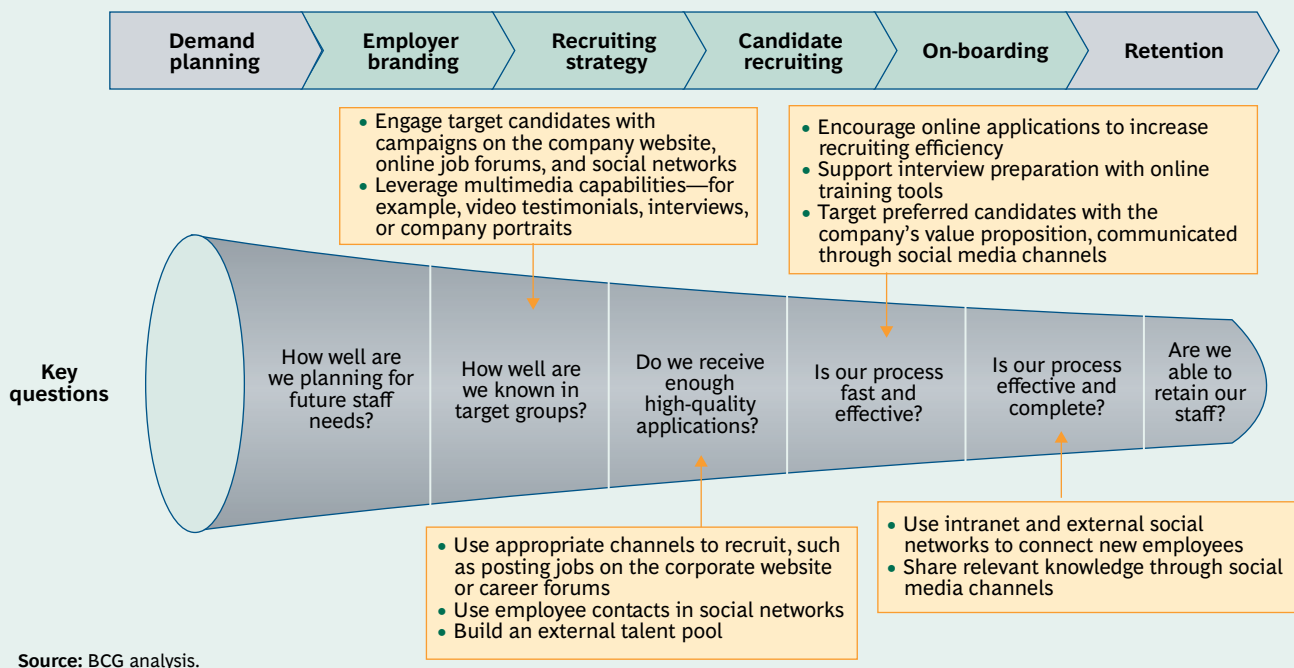 Demand
planning
Employer
branding
Recruiting
strategy
Candidate
recruiting
On-boarding
Retention
• Engage target candidates with
campaigns on the company website,
online job forums, and social networks
• Leverage multimedia capabilities—for
example, video testimonials, interviews,
or company portraits
• Encourage online applications to increase
recruiting efficiency
• Support interview preparation with online
training tools
• Target preferred candidates with the
company’s value proposition, communicated
through social media channels
Key
questions
How well are
we planning for
future staff
needs?
How well are
we known in
target groups?
Do we receive
enough
high-quality
applications?
Is our process
fast and
effective?
Is our process
effective and
complete?
Are we
able to
retain our
staff?
• Use appropriate channels to recruit, such
as posting jobs on the corporate website
or career forums
• Use employee contacts in social networks
• Build an external talent pool
• Use intranet and external social
networks to connect new employees
• Share relevant knowledge through social
media channels
Source: BCG analysis.